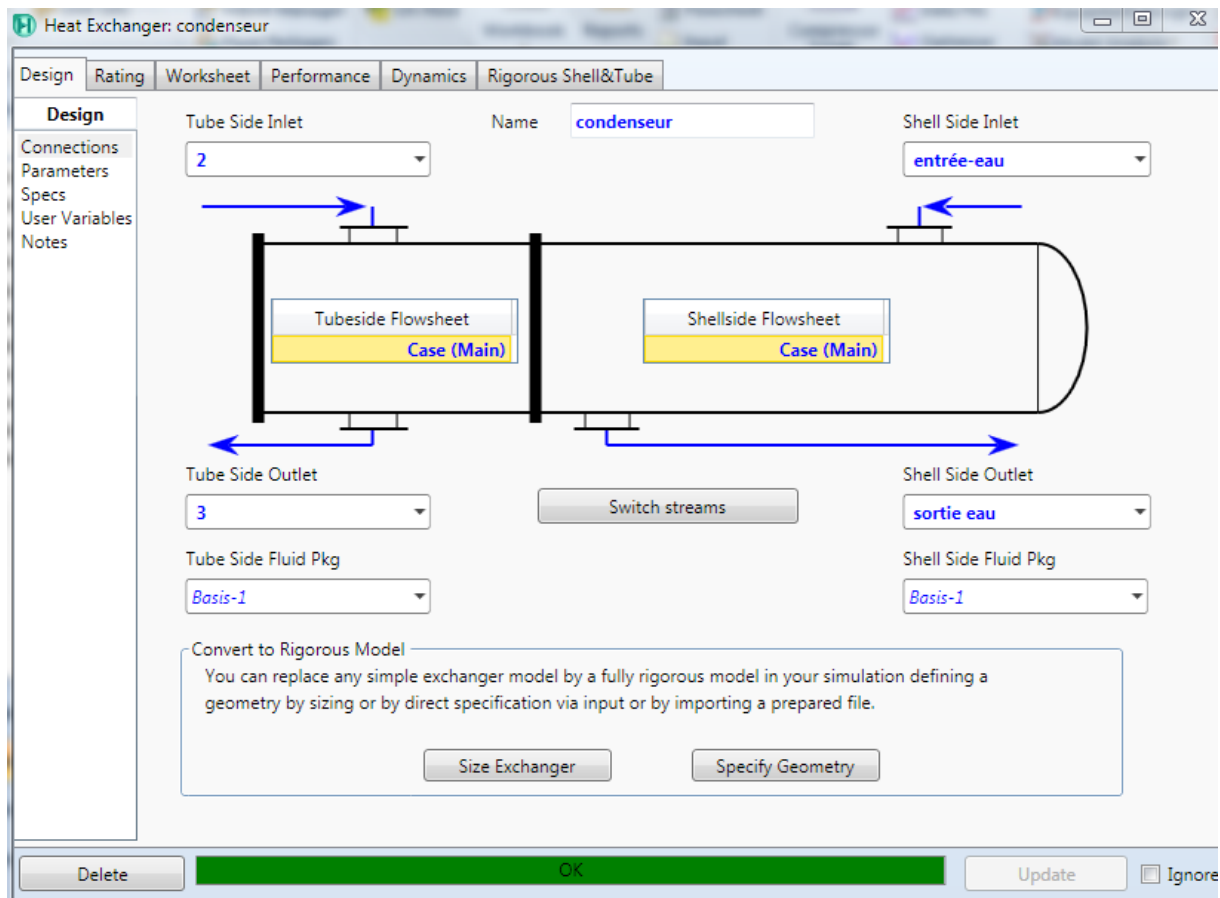 Heat Exchanger: condenseur
Design Rating Worksheet Performance Dynamics Rigorous Shell&Tube
Design
Connections
Parameters
Specs
User Variables
Notes
Tube Side Inlet
Name condenseur
Shell Side Inlet
2
entrée-eau
Tubeside Flowsheet
Case (Main)
Shellside Flowsheet
Case (Main)
Tube Side Outlet
Shell Side Outlet
3
Switch streams
sortie eau
Tube Side Fluid Pkg
Shell Side Fluid Pkg
Basis-1
Basis-1
Convert to Rigorous Model
You can replace any simple exchanger model by a fully rigorous model in your simulation defining a
geometry by sizing or by direct specification via input or by importing a prepared file.
Size Exchanger
Specify Geometry
Delete
OK
Update
Ignore